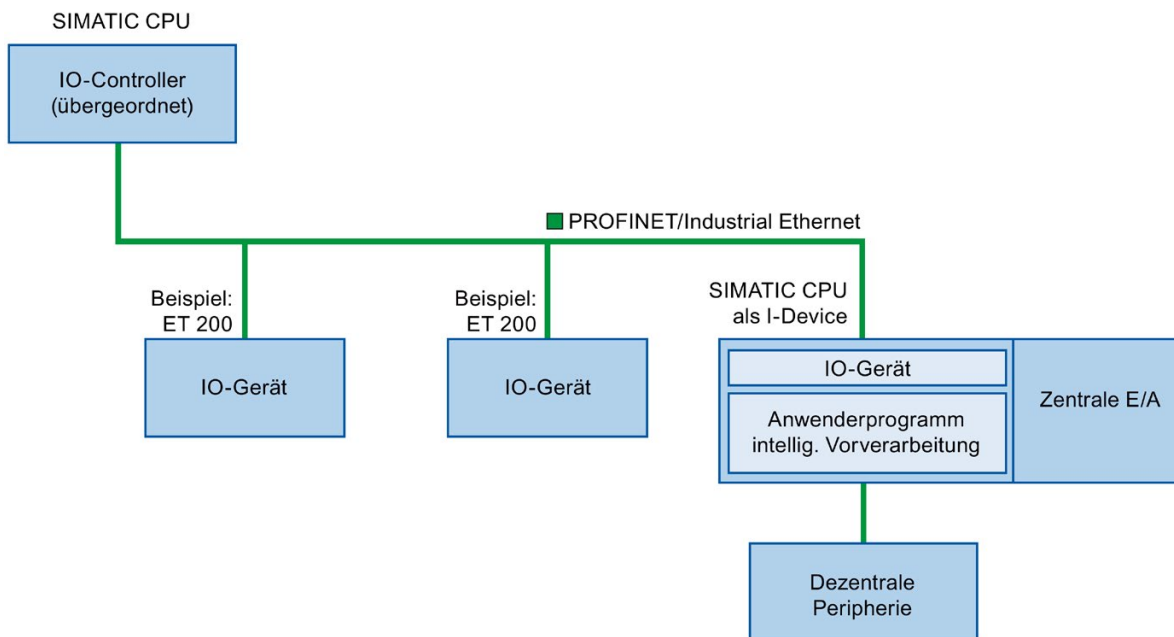 SIMATIC CPU
IO-Controller
(übergeordnet)
PROFINET/Industrial Ethernet
Beispiel:
ET 200
IO-Gerät
Beispiel:
ET 200
IO-Gerät
SIMATIC CPU
als I-Device
IO-Gerät
Anwenderprogramm
intellig. Vorverarbeitung
Zentrale E/A
Dezentrale
Peripherie